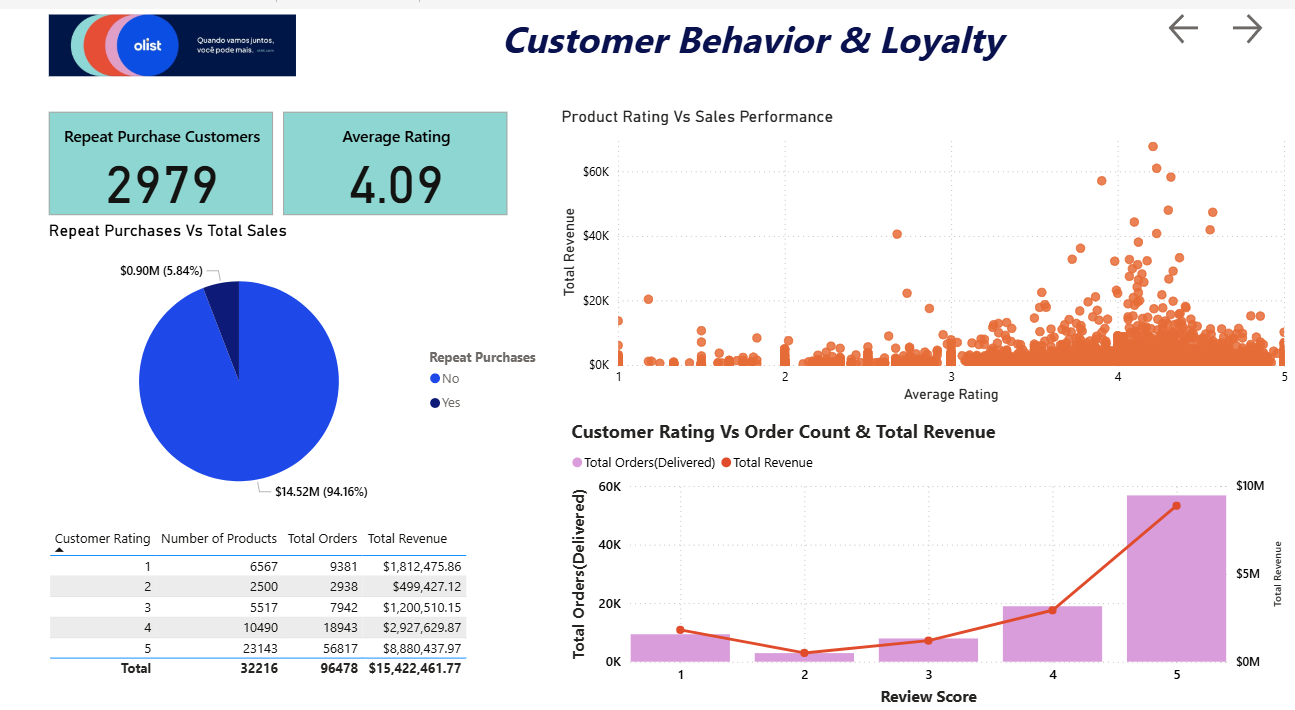 olist
Quando vamos juntos,
você pode mais.
Customer Behavior & Loyalty
Repeat Purchase Customers
2979
Average Rating
4.09
Repeat Purchases Vs Total Sales
$0.90M (5.84%)
$14.52M (94.16%)
Repeat Purchases
No
Yes
Customer Rating Number of Products Total Orders Total Revenue
1 6567 9381 $1,812,475.86
2 2500 2938 $499,427.12
3 5517 7942 $1,200,510.15
4 10490 18943 $2,927,629.87
5 23143 56817 $8,880,437.97
Total 32216 96478 $15,422,461.77
Product Rating Vs Sales Performance
Total Revenue
$60K
$40K
$20K
$0K
1 2 3 4 5
Average Rating
Customer Rating Vs Order Count & Total Revenue
Total Orders(Delivered) Total Revenue
Total Orders(Delivered)
60K
40K
20K
0K
$10M
$5M
$0M
Total Revenue
1 2 3 4 5
Review Score